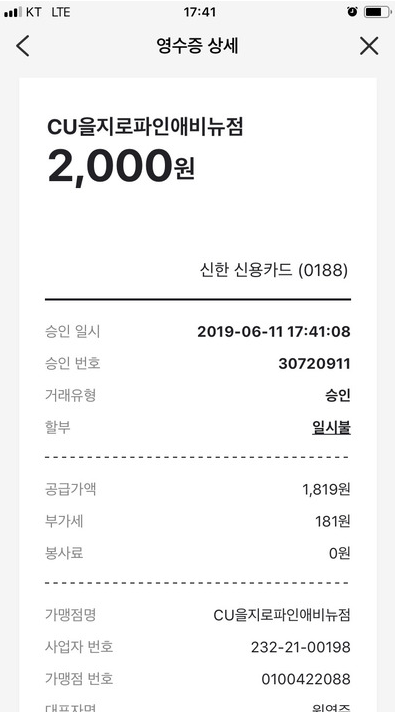 KT LTE 17:41
영수증 상세
CU을지로파인애비뉴점
2,000원
신한 신용카드 (0188)
승인 일시 2019-06-11 17:41:08
승인 번호 30720911
거래유형 승인
할부 일시불
공급가액 1,819원
부가세 181원
봉사료 0원
가맹점명 CU을지로파인애비뉴점
사업자 번호 232-21-00198
가맹점 번호 0100422088
대표자명